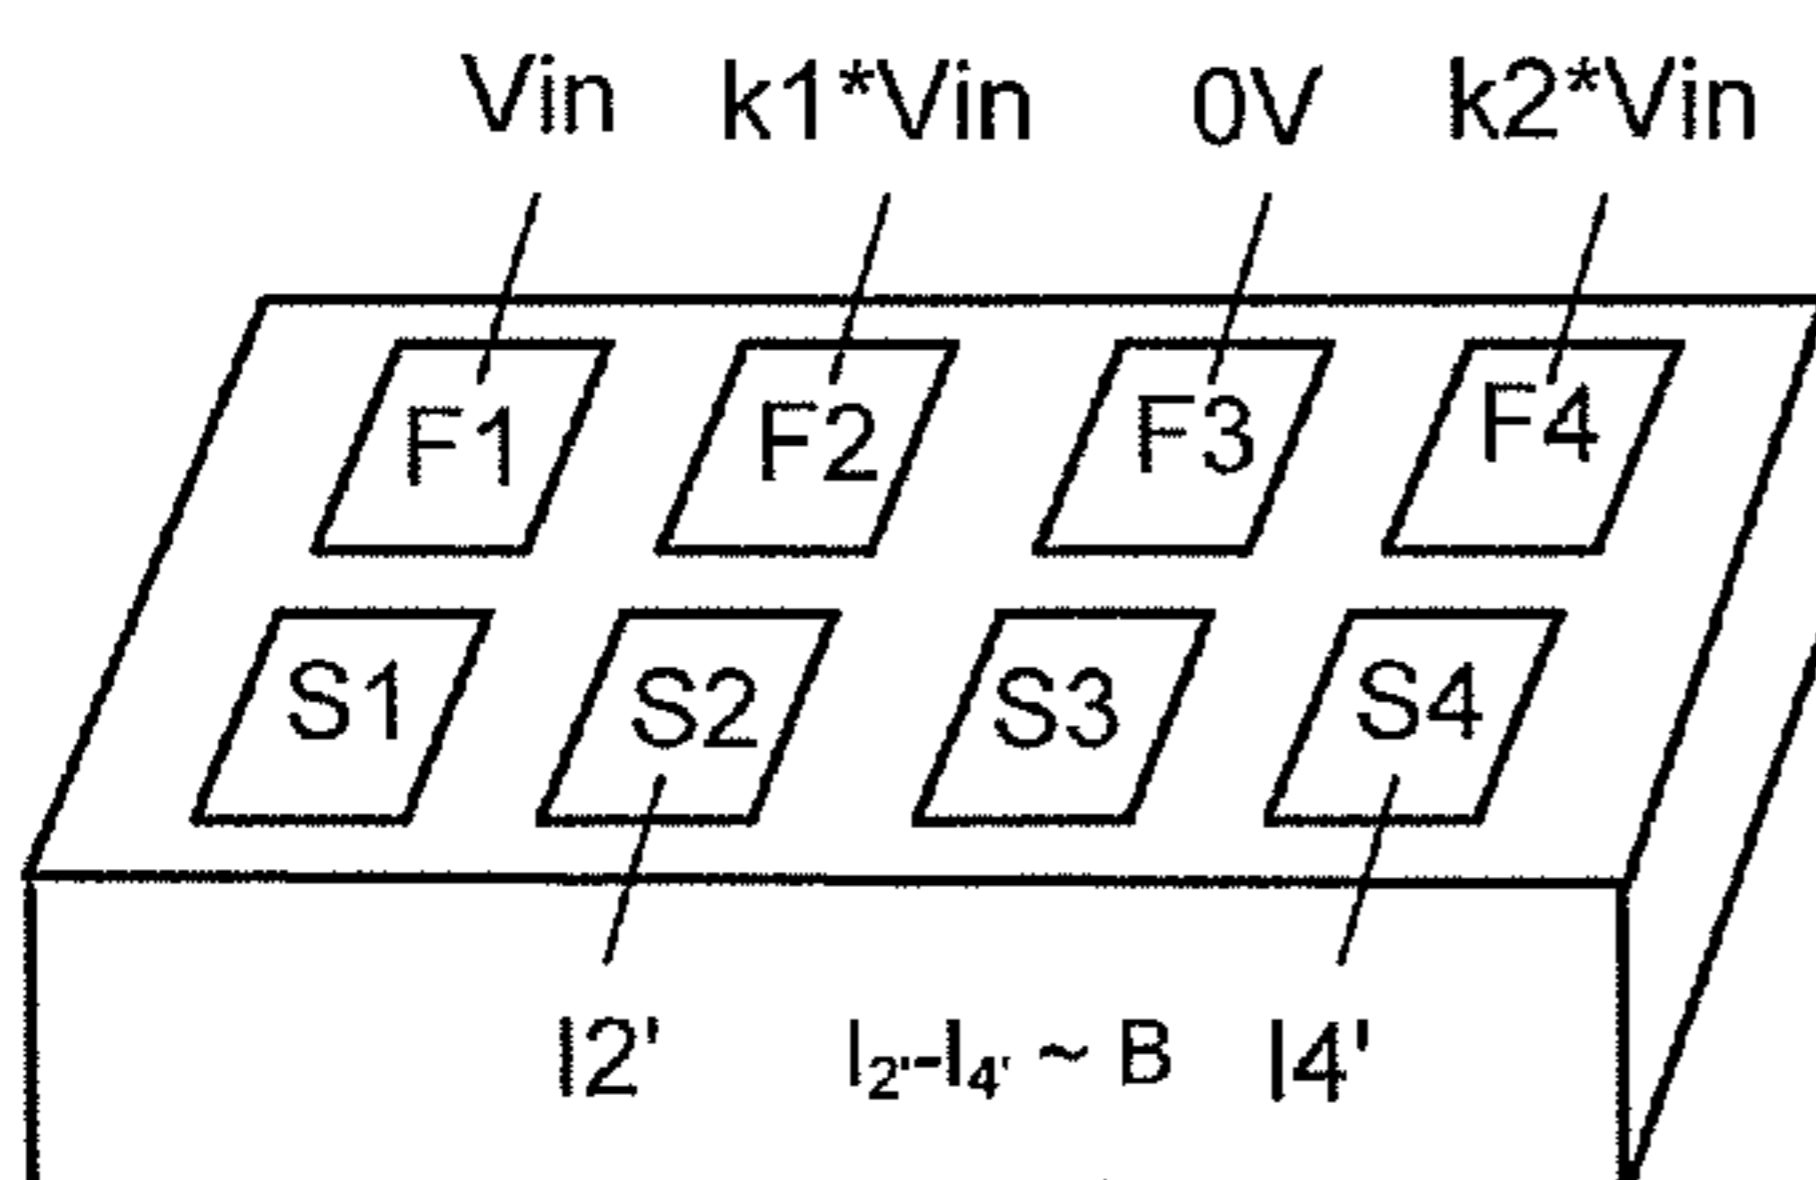 Vin k1*Vin 0V k2*Vin
F1 F2 F3 F4
S1 S2 S3 S4
I2' I2'-I4' ~ B I4'